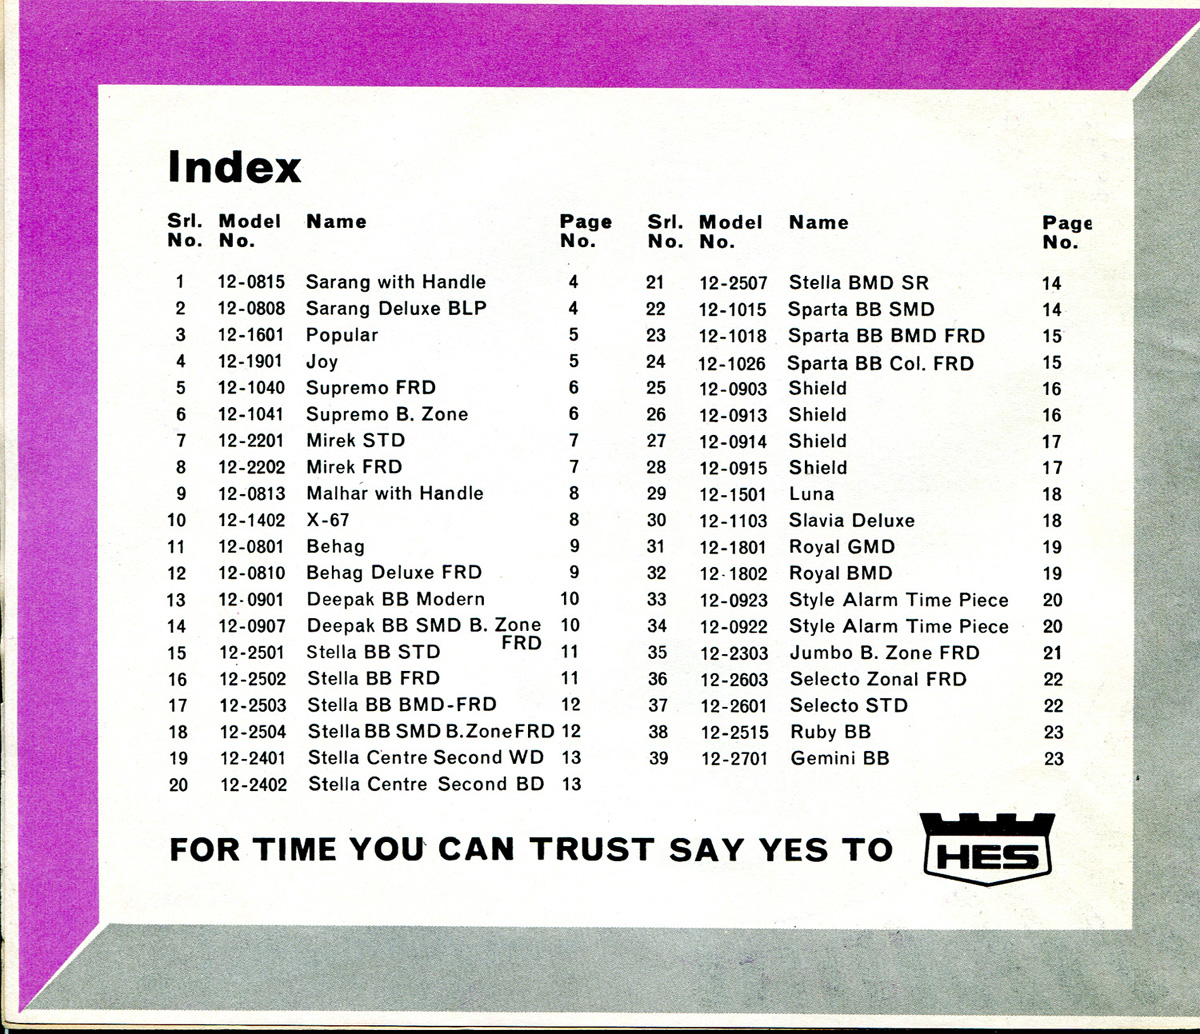 Index
Srl. Model Name Page
No. No. No.
1 12-0815 Sarang with Handle 4
2 12-0808 Sarang Deluxe BLP 4
3 12-1601 Popular 5
4 12-1901 Joy 5
5 12-1040 Supremo FRD 6
6 12-1041 Supremo B. Zone 6
7 12-2201 Mirek STD 7
8 12-2202 Mirek FRD 7
9 12-0813 Malhar with Handle 8
10 12-1402 X-67 8
11 12-0801 Behag 9
12 12-0810 Behag Deluxe FRD 9
13 12-0901 Deepak BB Modern 10
14 12-0907 Deepak BB SMD B. Zone 10
FRD
15 12-2501 Stella BB STD 11
16 12-2502 Stella BB FRD 11
17 12-2503 Stella BB BMD-FRD 12
18 12-2504 Stella BB SMD B.Zone FRD 12
19 12-2401 Stella Centre Second WD 13
20 12-2402 Stella Centre Second BD 13
Srl. Model Name Page
No. No. No.
21 12-2507 Stella BMD SR 14
22 12-1015 Sparta BB SMD 14
23 12-1018 Sparta BB BMD FRD 15
24 12-1026 Sparta BB Col. FRD 15
25 12-0903 Shield 16
26 12-0913 Shield 16
27 12-0914 Shield 17
28 12-0915 Shield 17
29 12-1501 Luna 18
30 12-1103 Slavia Deluxe 18
31 12-1801 Royal GMD 19
32 12-1802 Royal BMD 19
33 12-0923 Style Alarm Time Piece 20
34 12-0922 Style Alarm Time Piece 20
35 12-2303 Jumbo B. Zone FRD 21
36 12-2603 Selecto Zonal FRD 22
37 12-2601 Selecto STD 22
38 12-2515 Ruby BB 23
39 12-2701 Gemini BB 23
FOR TIME YOU CAN TRUST SAY YES TO HES